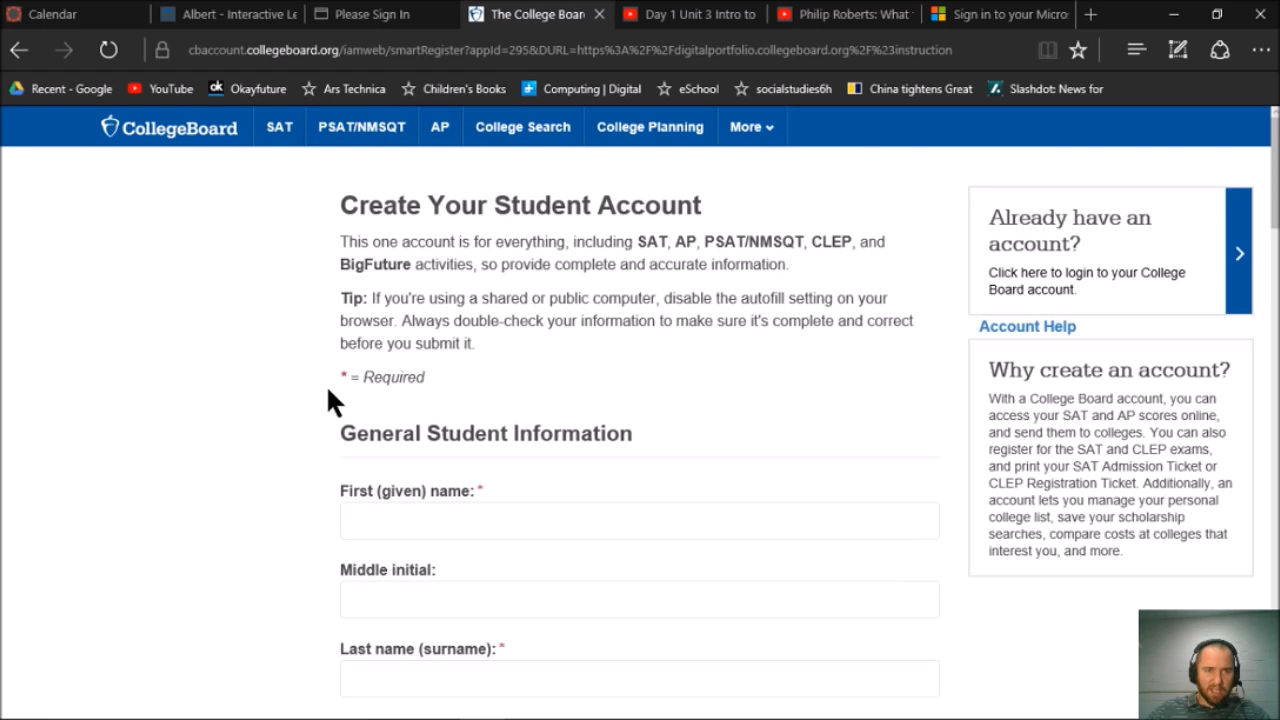 Calendar
Albert - Interactive Le
Please Sign In
The College Boar
Day 1 Unit 3 Intro to
Philip Roberts: What
Sign in to your Micro
cbaccount.collegeboard.org/iamweb/smartRegister?appId=295&DURL=https%3A%2F%2Fdigitalportfolio.collegeboard.org%2F%23instruction
Recent - Google
YouTube
ok Okayfuture
Ars Technica
Children's Books
Computing | Digital
eSchool
socialstudies6h
China tightens Great
Slashdot: News for
CollegeBoard
SAT
PSAT/NMSQT
AP
College Search
College Planning
More
Create Your Student Account
This one account is for everything, including SAT, AP, PSAT/NMSQT, CLEP, and
BigFuture activities, so provide complete and accurate information.
Tip: If you're using a shared or public computer, disable the autofill setting on your
browser. Always double-check your information to make sure it's complete and correct
before you submit it.
* = Required
General Student Information
First (given) name: *
Middle initial:
Last name (surname): *
Already have an
account?
Click here to login to your College
Board account.
Account Help
Why create an account?
With a College Board account, you can
access your SAT and AP scores online,
and send them to colleges. You can also
register for the SAT and CLEP exams,
and print your SAT Admission Ticket or
CLEP Registration Ticket. Additionally, an
account lets you manage your personal
college list, save your scholarship
searches, compare costs at colleges that
interest you, and more.